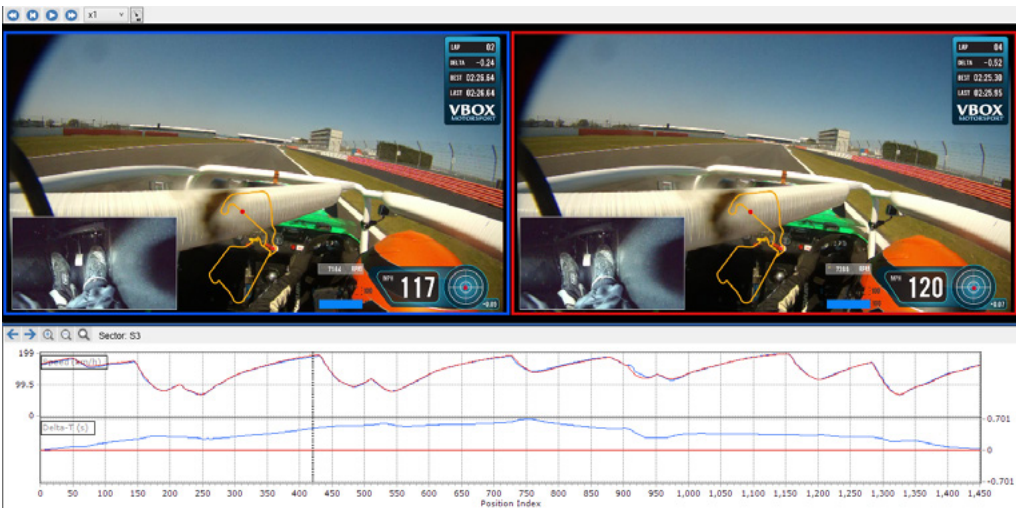 x1
LAP 02
DELTA -0.24
BEST 02:26.64
LAST 02:26.64
VBOX
MOTORSPORT
MPH 117
LAP 04
DELTA -0.52
BEST 02:25.30
LAST 02:25.95
VBOX
MOTORSPORT
MPH 120
Sector: S3
Speed (km/h)
199
99.5
0
Delta-T (s)
0.701
0
-0.701
0 50 100 150 200 250 300 350 400 450 500 550 600 650 700 750 800 850 900 950 1,000 1,050 1,100 1,150 1,200 1,250 1,300 1,350 1,400 1,450
Position Index